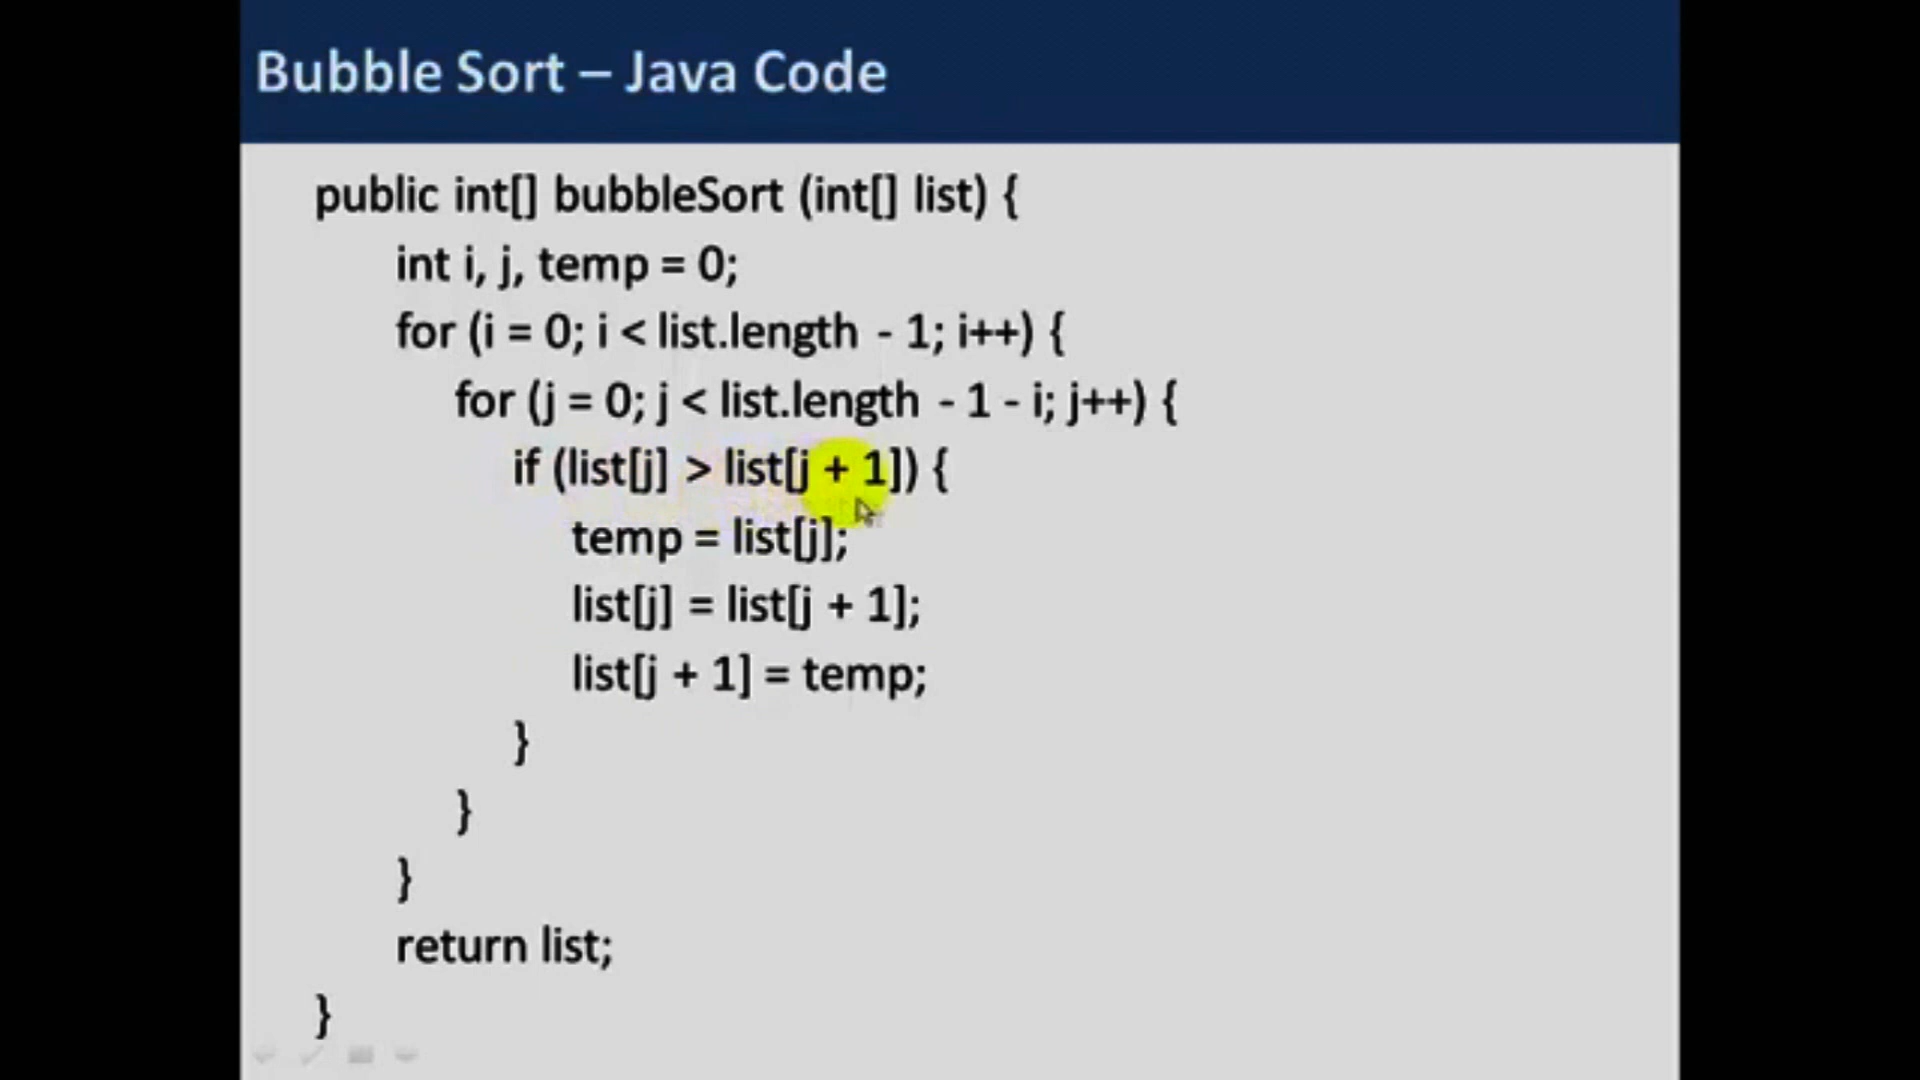 Bubble Sort – Java Code
public int[] bubbleSort (int[] list) {
int i, j, temp = 0;
for (i = 0; i < list.length - 1; i++) {
for (j = 0; j < list.length - 1 - i; j++) {
if (list[j] > list[j + 1]) {
temp = list[j];
list[j] = list[j + 1];
list[j + 1] = temp;
}
}
}
return list;
}